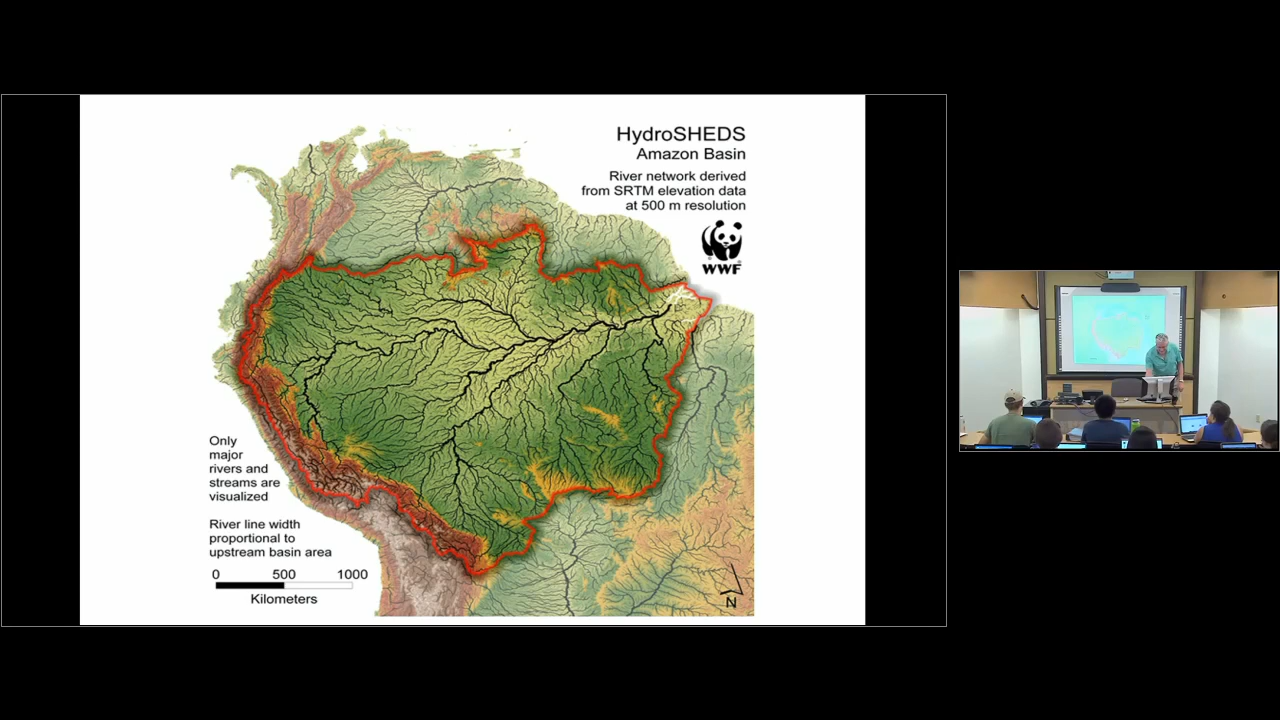 HydroSHEDS
Amazon Basin
River network derived
from SRTM elevation data
at 500 m resolution
WWF
Only
major
rivers and
streams are
visualized
River line width
proportional to
upstream basin area
0 500 1000
Kilometers
N